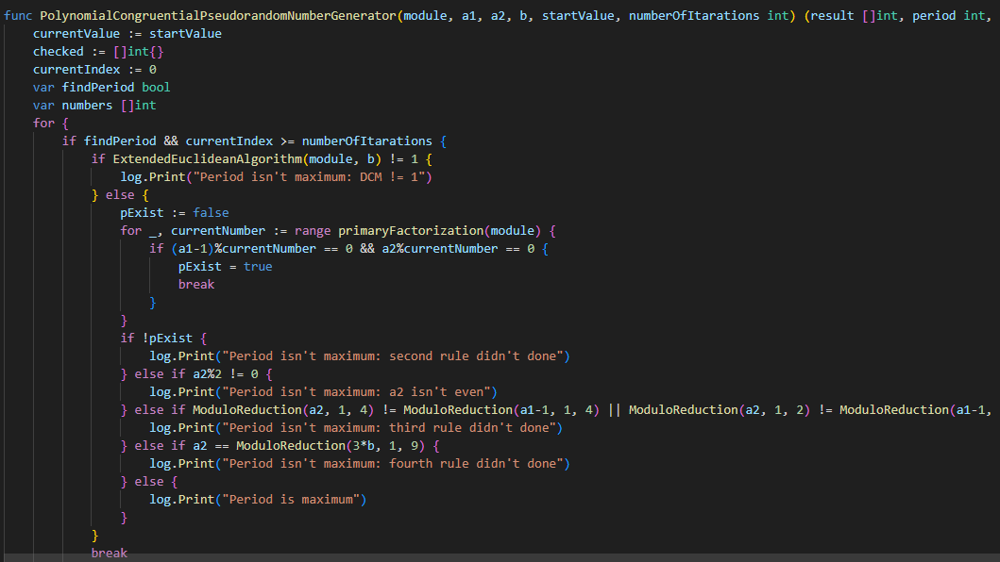 func PolynomialCongruentialPseudorandomNumberGenerator(module, a1, a2, b, startValue, numberOfItarations int) (result []int, period int,
currentValue := startValue
checked := []int{}
currentIndex := 0
var findPeriod bool
var numbers []int
for {
if findPeriod && currentIndex >= numberOfItarations {
if ExtendedEuclideanAlgorithm(module, b) != 1 {
log.Print("Period isn't maximum: DCM != 1")
} else {
pExist := false
for _, currentNumber := range primaryFactorization(module) {
if (a1-1)%currentNumber == 0 && a2%currentNumber == 0 {
pExist = true
break
}
}
if !pExist {
log.Print("Period isn't maximum: second rule didn't done")
} else if a2%2 != 0 {
log.Print("Period isn't maximum: a2 isn't even")
} else if ModuloReduction(a2, 1, 4) != ModuloReduction(a1-1, 1, 4) || ModuloReduction(a2, 1, 2) != ModuloReduction(a1-1,
log.Print("Period isn't maximum: third rule didn't done")
} else if a2 == ModuloReduction(3*b, 1, 9) {
log.Print("Period isn't maximum: fourth rule didn't done")
} else {
log.Print("Period is maximum")
}
}
break